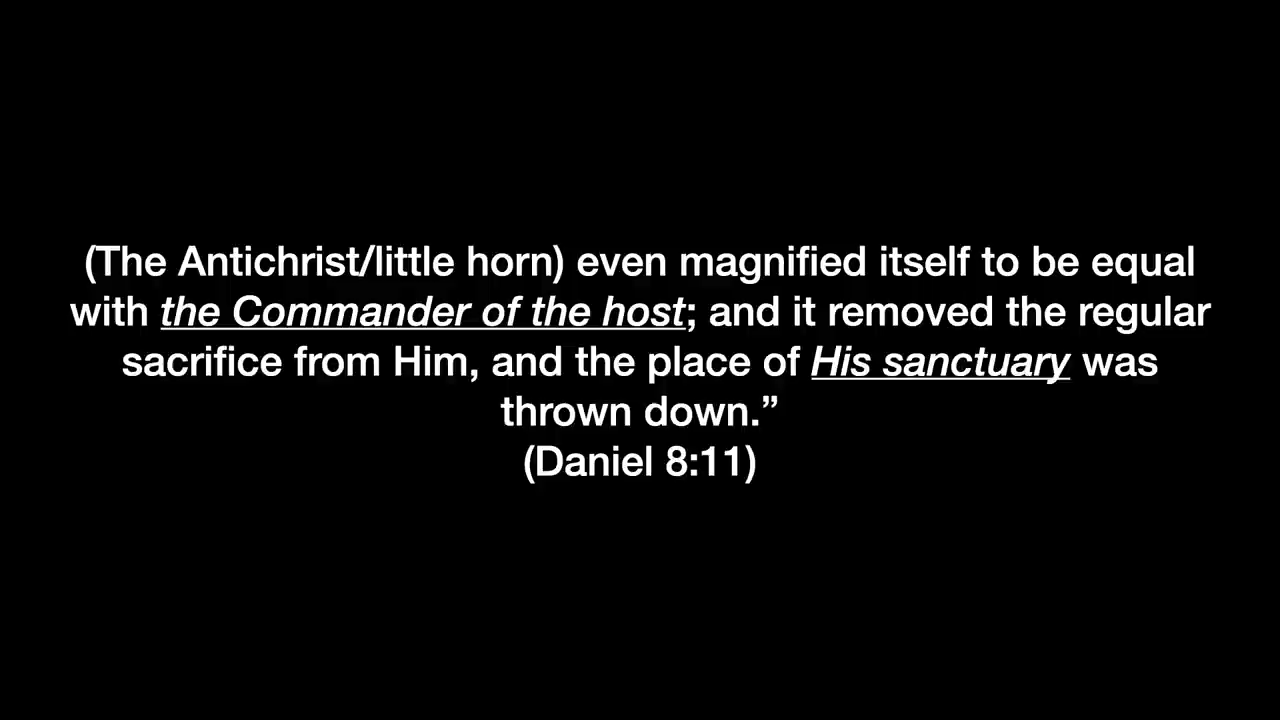 (The Antichrist/little horn) even magnified itself to be equal
with the Commander of the host; and it removed the regular
sacrifice from Him, and the place of His sanctuary was
thrown down.”
(Daniel 8:11)